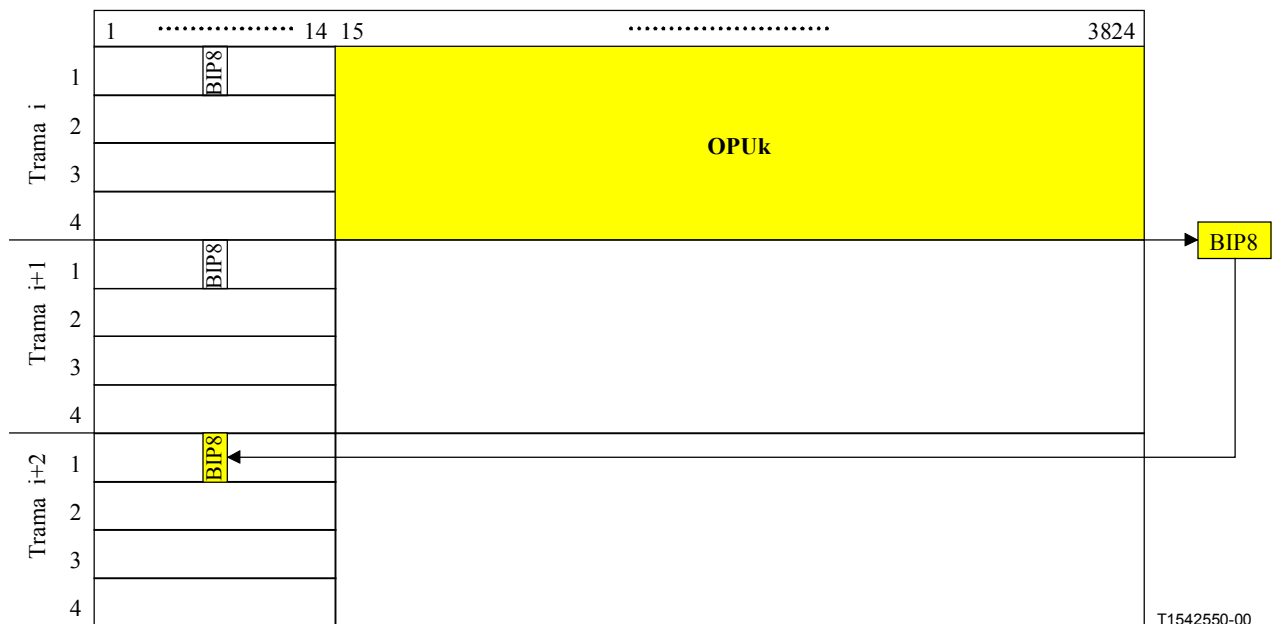 1 ................ 14 15 ........................ 3824
Trama i
1
BIP8
2
3
4
OPUk
BIP8
Trama i+1
1
BIP8
2
3
4
Trama i+2
1
BIP8
2
3
4
T1542550-00